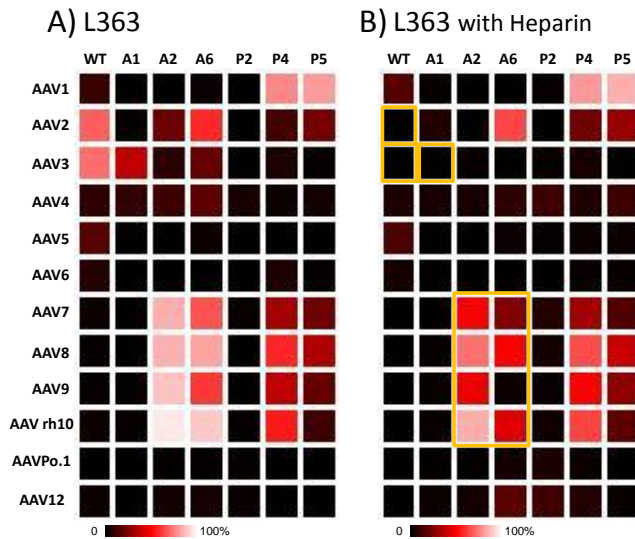 A) L363
B) L363 with Heparin
WT A1 A2 A6 P2 P4 P5
WT A1 A2 A6 P2 P4 P5
AAV1
AAV2
AAV3
AAV4
AAV5
AAV6
AAV7
AAV8
AAV9
AAV rh10
AAVPo.1
AAV12
0 100%
0 100%